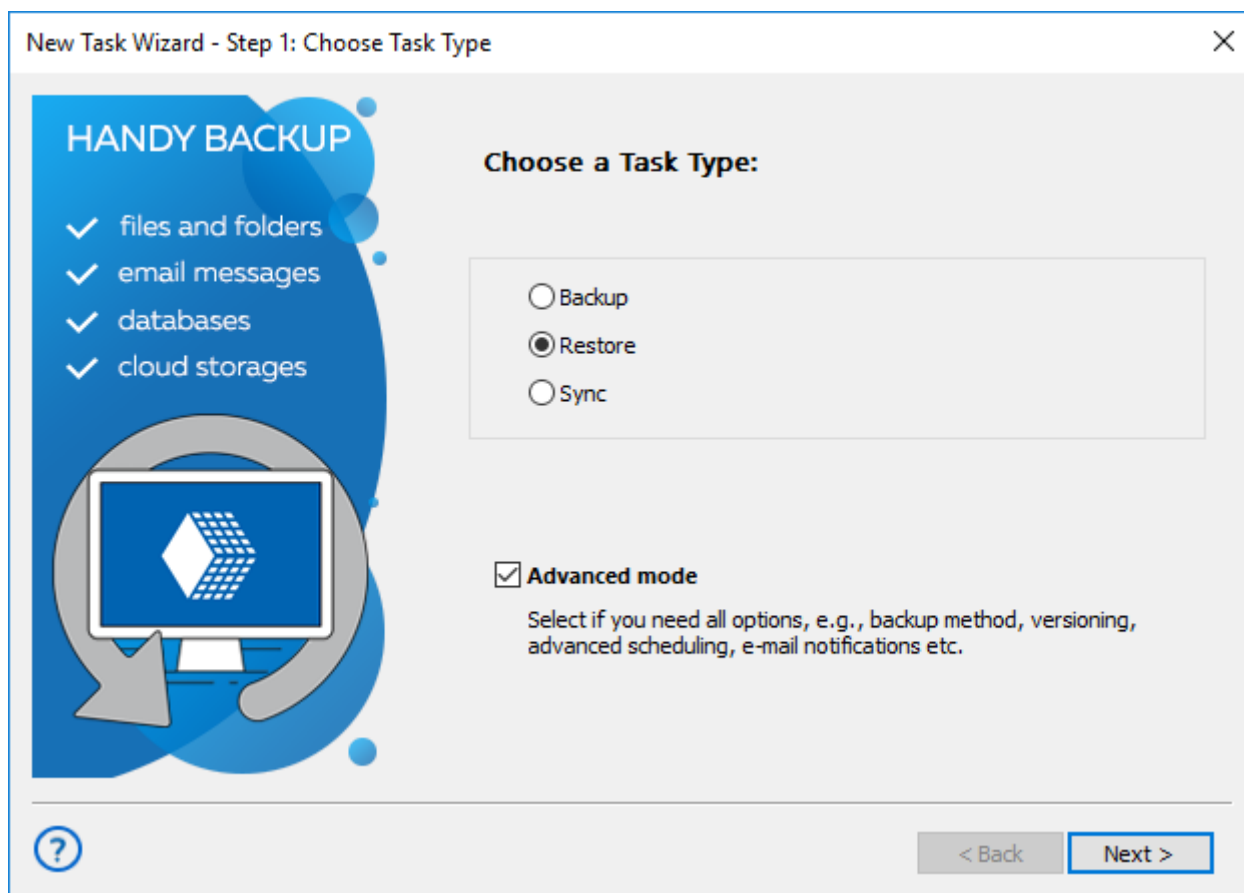 New Task Wizard - Step 1: Choose Task Type
HANDY BACKUP
files and folders
email messages
databases
cloud storages
Choose a Task Type:
Backup
Restore
Sync
Advanced mode
Select if you need all options, e.g., backup method, versioning,
advanced scheduling, e-mail notifications etc.
?
< Back
Next >